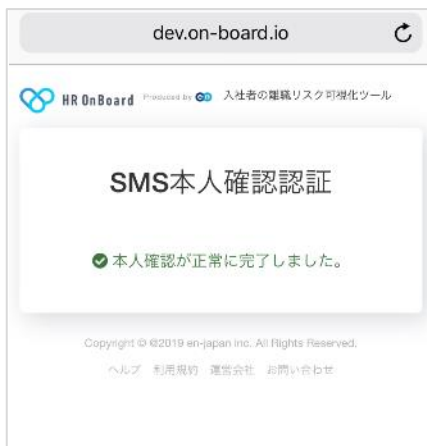 dev.on-board.io
HR OnBoard Produced by en 入社者の離職リスク可視化ツール
SMS本人確認認証
本人確認が正常に完了しました。
Copyright © ©2019 en-japan inc. All Rights Reserved.
ヘルプ 利用規約 運営会社 お問い合わせ